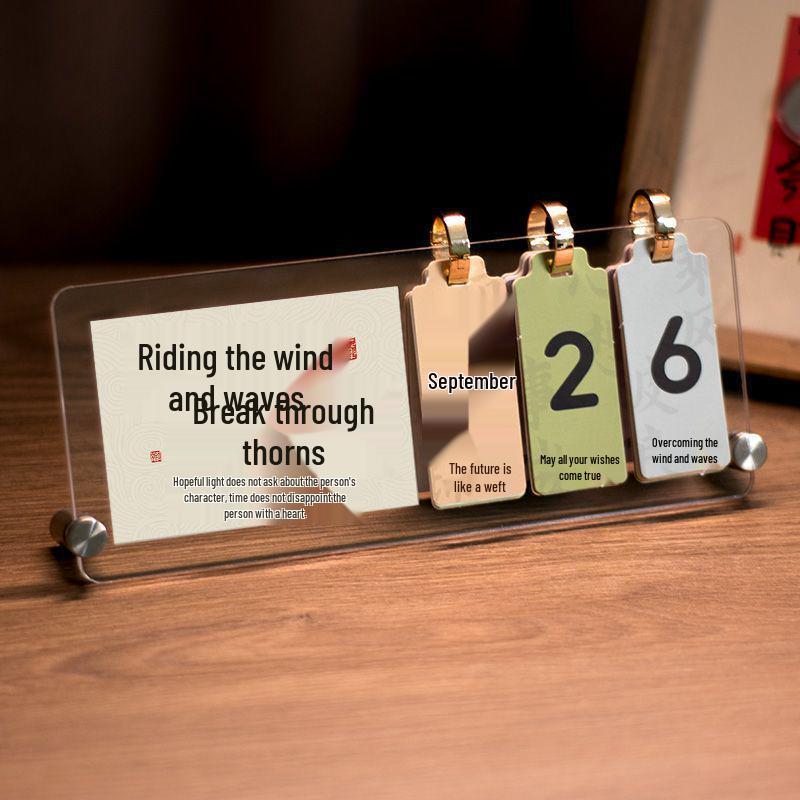 Riding the wind
and waves
Break through
thorns
Hopeful light does not ask about the person's
character, time does not disappoint the
person with a heart.
September
The future is
like a weft
2
May all your wishes
come true
6
Overcoming the
wind and waves